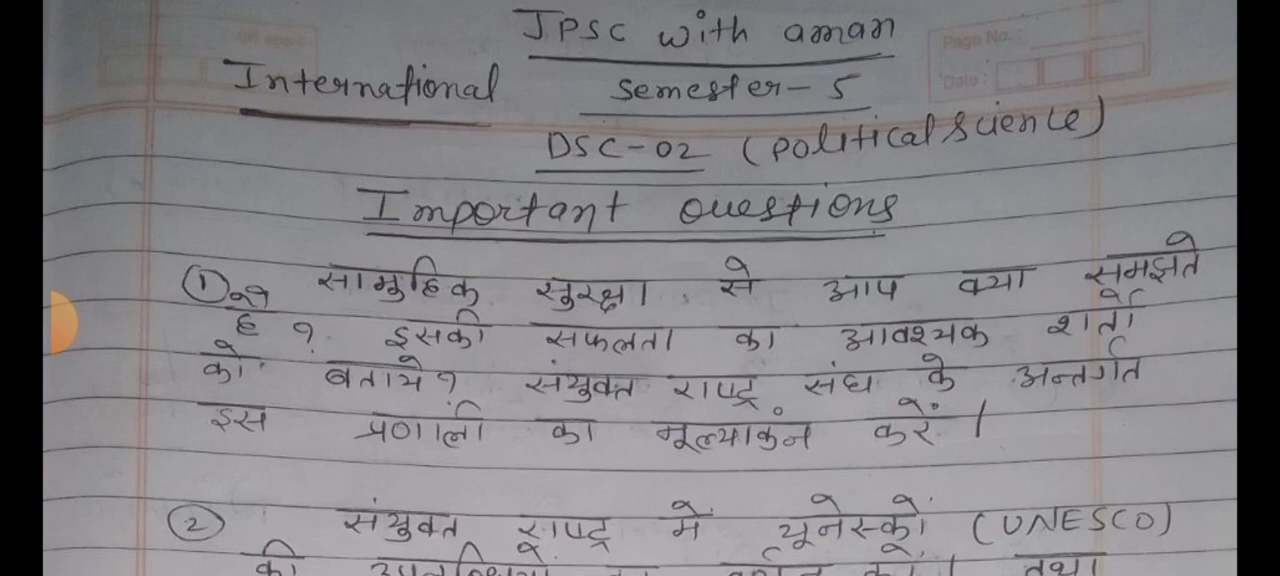 JPSC with aman
International Semester-5
DSC-02 (Political Science)
Important Questions
① सामुहिक सुरक्षा से आप क्या समझते
है ? इसकी सफलता का आवश्यक शर्तो
को बताये ? संयुक्त राष्ट्र संघ के अन्तर्गत
इस प्रणाली का मूल्याकंन करें ।
② संयुक्त राष्ट्र में यूनेस्कों (UNESCO)
की तथा